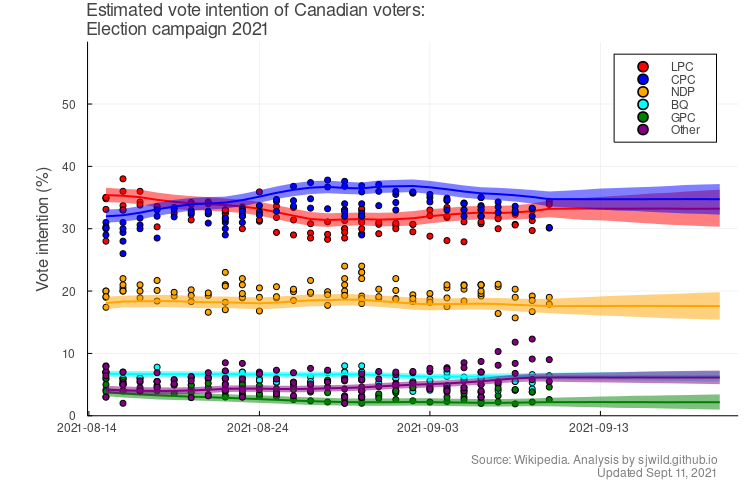 Estimated vote intention of Canadian voters:
Election campaign 2021
LPC
CPC
NDP
BQ
GPC
Other
Vote intention (%)
50
40
30
20
10
0
2021-08-14
2021-08-24
2021-09-03
2021-09-13
Source: Wikipedia. Analysis by sjwild.github.io
Updated Sept. 11, 2021